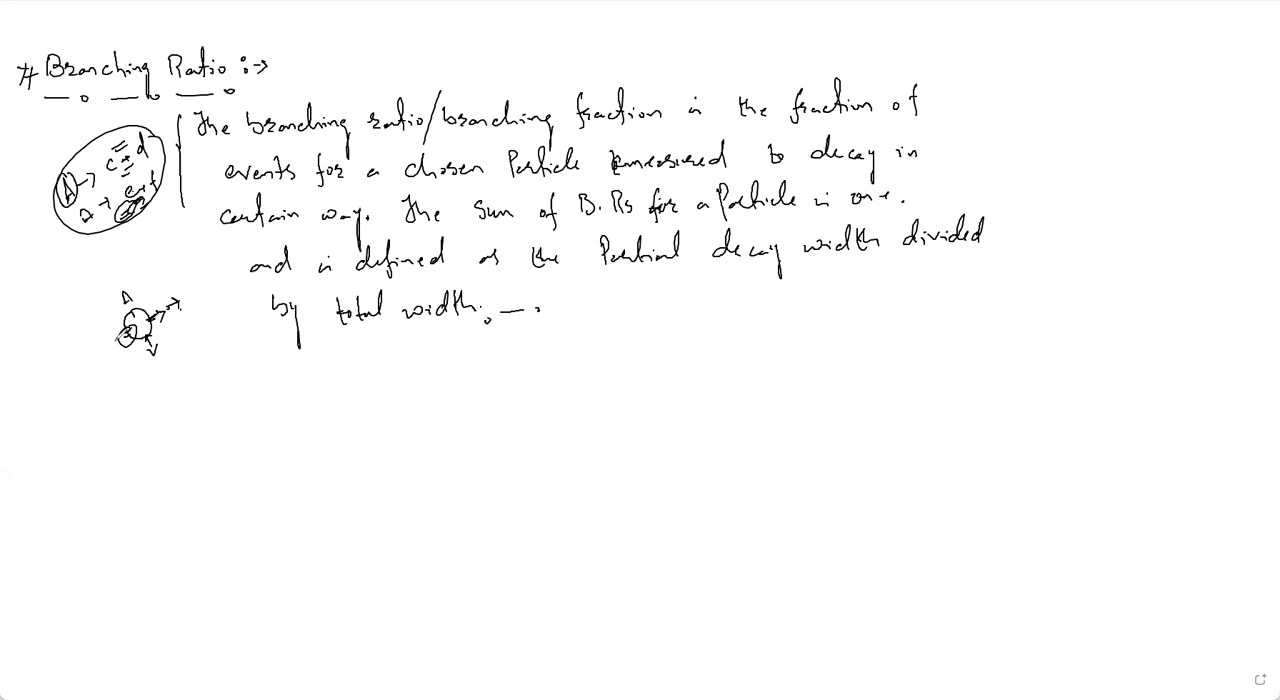 # Branching Ratio :→
The branching ratio/branching fraction is the fraction of
events for a chosen Particle measured to decay in
certain way. The Sum of B.Rs for a Particle is one.
and is defined as the Partial decay width divided
by total width.
A → c + d
A → e + f
A